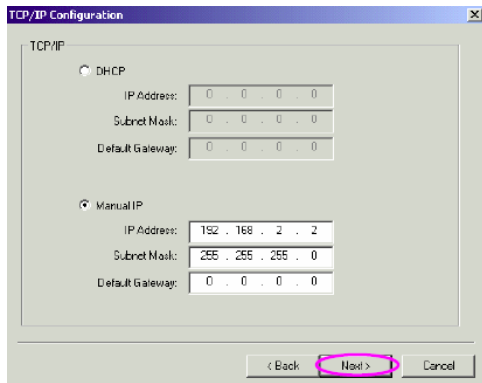 TCP/IP Configuration
TCP/IP
DHCP
IP Address: 0 . 0 . 0 . 0
Subnet Mask: 0 . 0 . 0 . 0
Default Gateway: 0 . 0 . 0 . 0
Manual IP
IP Address: 192 . 168 . 2 . 2
Subnet Mask: 255 . 255 . 255 . 0
Default Gateway: 0 . 0 . 0 . 0
< Back Next > Cancel